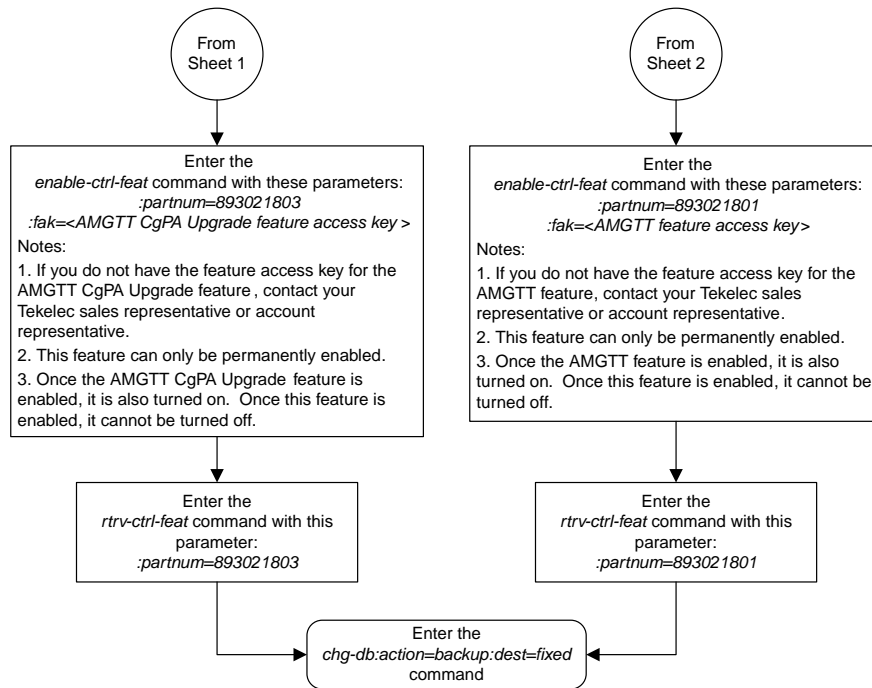 From
Sheet 1
Enter the
enable-ctrl-feat command with these parameters:
:partnum=893021803
:fak=<AMGTT CgPA Upgrade feature access key>
Notes:
1. If you do not have the feature access key for the
AMGTT CgPA Upgrade feature, contact your
Tekelec sales representative or account
representative.
2. This feature can only be permanently enabled.
3. Once the AMGTT CgPA Upgrade feature is
enabled, it is also turned on. Once this feature is
enabled, it cannot be turned off.
Enter the
rtrv-ctrl-feat command with this
parameter:
:partnum=893021803
From
Sheet 2
Enter the
enable-ctrl-feat command with these parameters:
:partnum=893021801
:fak=<AMGTT feature access key>
Notes:
1. If you do not have the feature access key for the
AMGTT feature, contact your Tekelec sales
representative or account representative.
2. This feature can only be permanently enabled.
3. Once the AMGTT feature is enabled, it is also
turned on. Once this feature is enabled, it cannot be
turned off.
Enter the
rtrv-ctrl-feat command with this
parameter:
:partnum=893021801
Enter the
chg-db:action=backup:dest=fixed
command